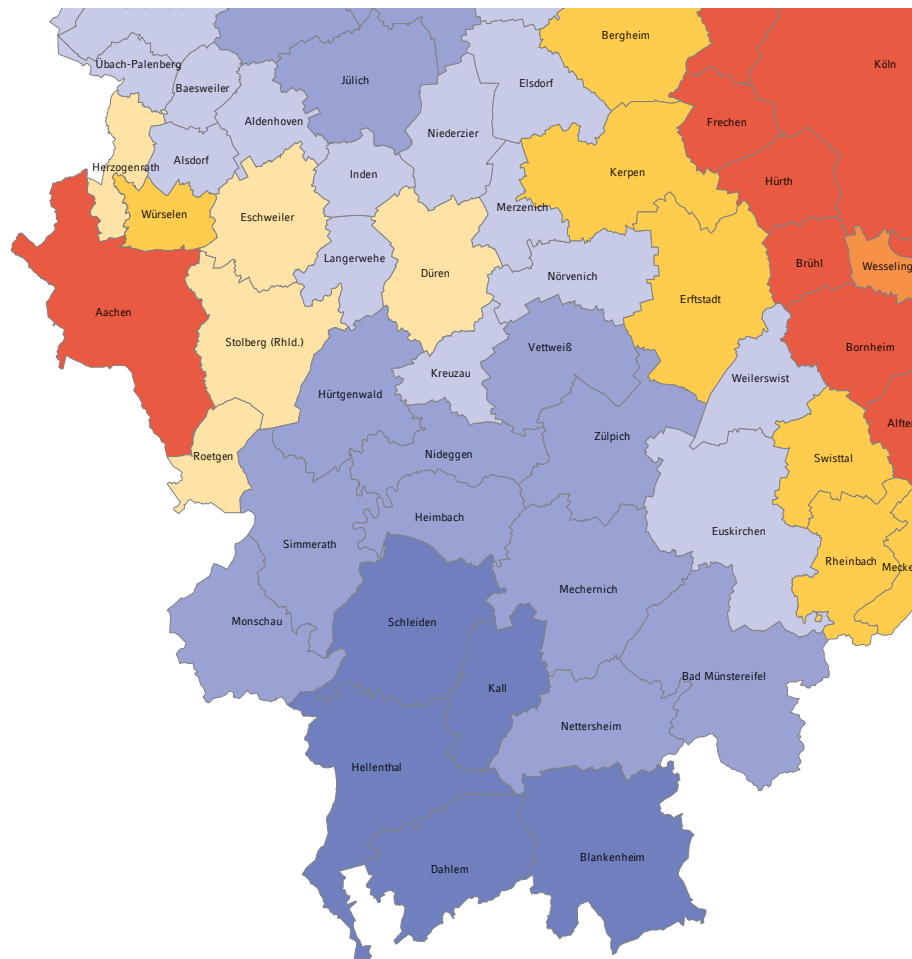 Bergheim
Köln
Übach-Palenberg
Jülich
Elsdorf
Baesweiler
Aldenhoven
Frechen
Niederzier
Alsdorf
Herzogenrath
Inden
Kerpen
Hürth
Würselen
Eschweiler
Merzenich
Langerwehe
Düren
Nörvenich
Brühl
Wesseling
Erftstadt
Aachen
Stolberg (Rhld.)
Vettweiß
Bornheim
Kreuzau
Weilerswist
Hürtgenwald
Alfter
Zülpich
Roetgen
Nideggen
Swisttal
Heimbach
Euskirchen
Simmerath
Rheinbach
Mecke
Mechernich
Monschau
Schleiden
Bad Münstereifel
Kall
Nettersheim
Hellenthal
Blankenheim
Dahlem